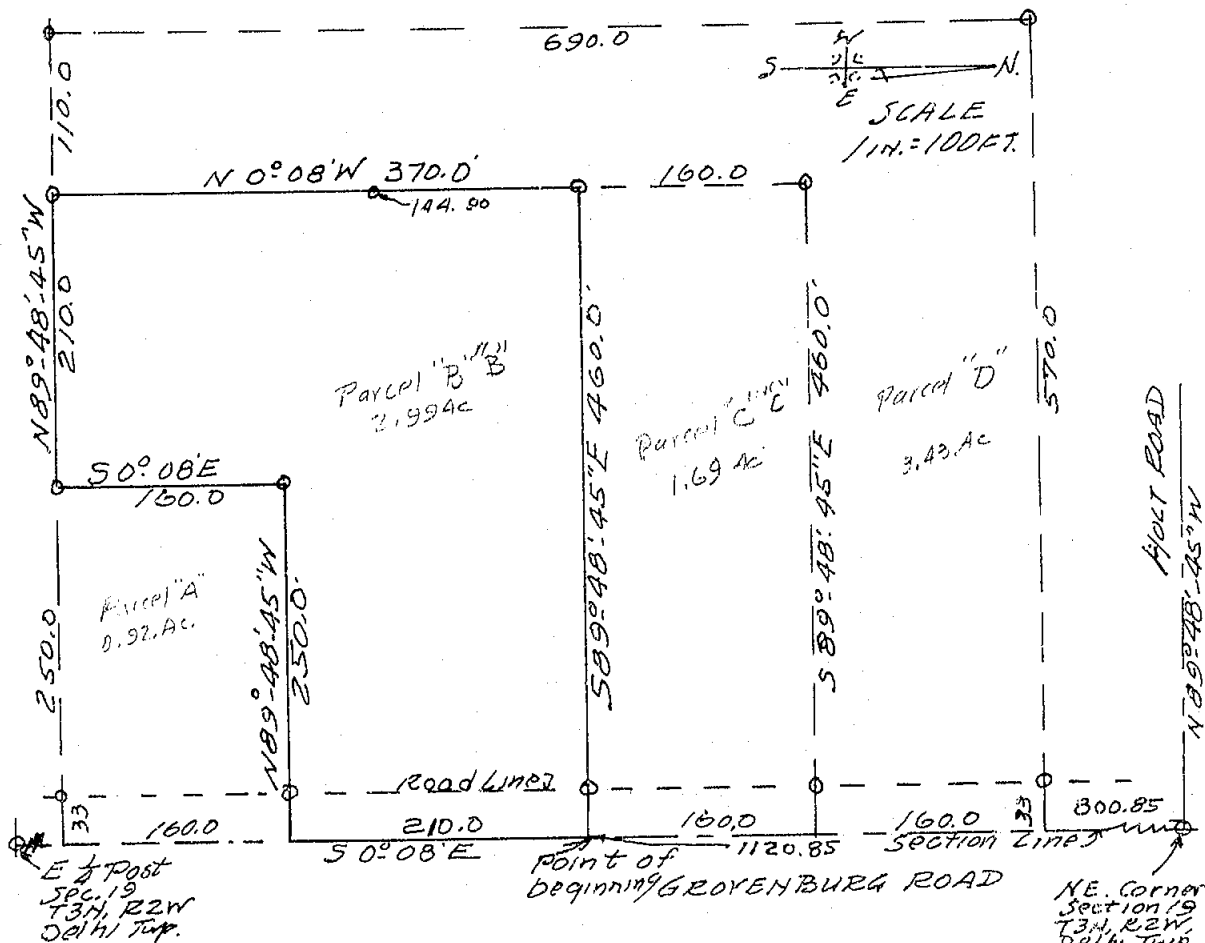 690.0
110.0
W
S N.
E
SCALE
1 IN. = 100 FT.
N 0° 08' W 370.0'
144.90
160.0
N89°-48'-45"W
210.0
Parcel "B" "B"
2.99 Ac
S89°-48'-45"E 460.0'
Parcel "C" "C"
1.69 Ac
S 89°-48'-45"E 460.0'
Parcel "D"
3.43. Ac
570.0
HOLT ROAD
N 89°-48'-45"W
S 0°. 08'E
160.0
Parcel "A"
0.92. Ac.
250.0
N89°-48'-45"W
250.0'
Road Lines
33
160.0
210.0
S 0°-08'E
160.0
1120.85
160.0
33
Section Lines
800.85
E 1/4 Post
Sec. 19
T3N, R2W
Delhi Twp.
Point of
beginning
GROVENBURG ROAD
NE. Corner
Section 19
T3N, R2W,
Delhi Twp.